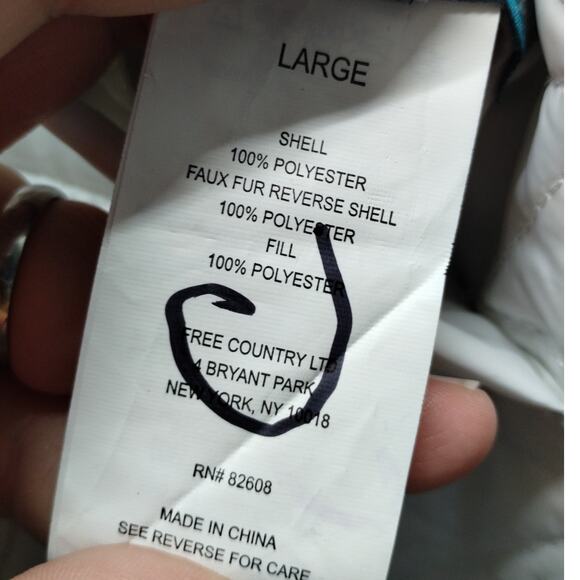 LARGE
SHELL
100% POLYESTER
FAUX FUR REVERSE SHELL
100% POLYESTER
FILL
100% POLYESTER
FREE COUNTRY LTD
4 BRYANT PARK
NEW YORK, NY 10018
RN# 82608
MADE IN CHINA
SEE REVERSE FOR CARE